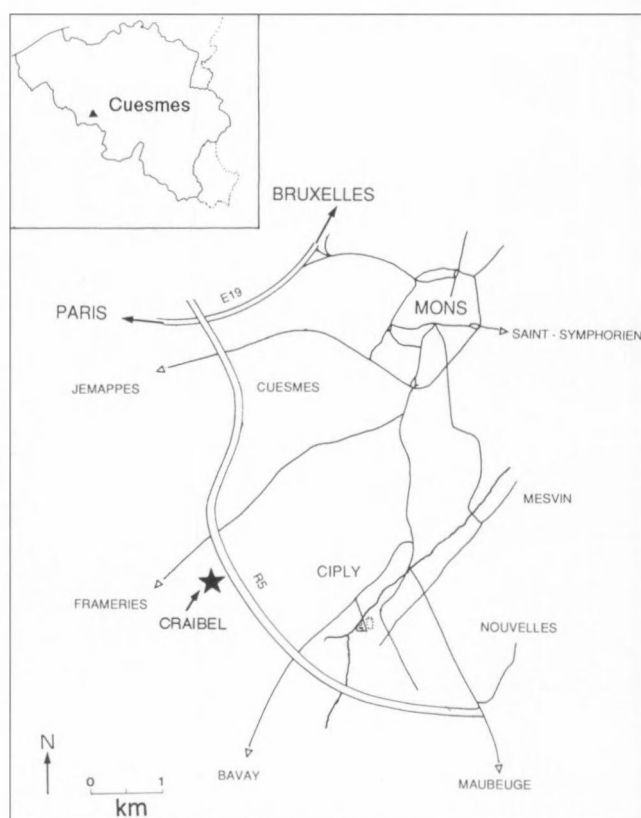 Cuesmes
BRUXELLES
E19
PARIS
MONS
SAINT - SYMPHORIEN
JEMAPPES
CUESMES
MESVIN
CIPLY
R5
FRAMERIES
CRAIBEL
NOUVELLES
N
BAVAY
MAUBEUGE
0 1
km